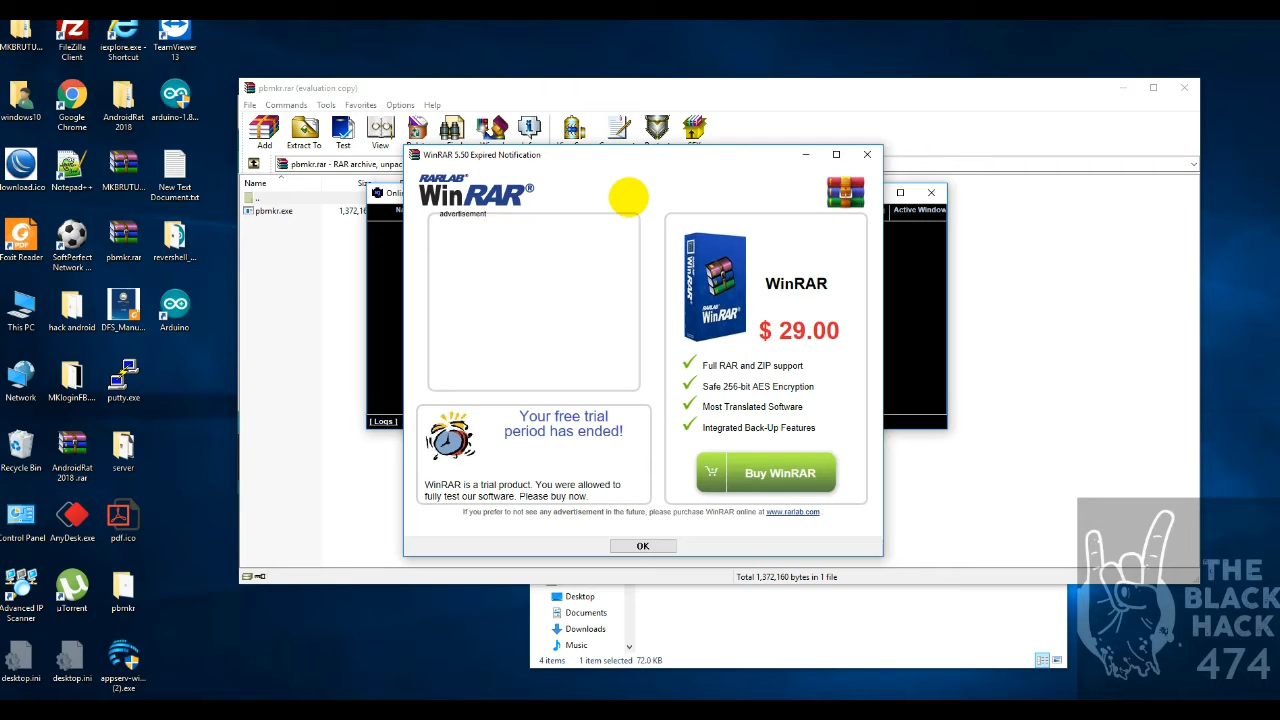 MKBRUTU...
FileZilla
Client
iexplore.exe -
Shortcut
TeamViewer
13
windows10
Google
Chrome
AndroidRat
2018
arduino-1.8...
download.ico
Notepad++
MKBRUTU...
New Text
Document.txt
Foxit Reader
SoftPerfect
Network ...
pbmkr.rar
revershell_...
This PC
hack android
DFS_Manu...
Arduino
Network
MKloginFB....
putty.exe
Recycle Bin
AndroidRat
2018 .rar
server
Control Panel
AnyDesk.exe
pdf.ico
Advanced IP
Scanner
µTorrent
pbmkr
desktop.ini
desktop.ini
appserv-wi...
(2).exe
pbmkr.rar (evaluation copy)
File Commands Tools Favorites Options Help
Add Extract To Test View
pbmkr.rar - RAR archive, unpac
Name
..
pbmkr.exe 1,372,16
Active Window
[ Logs ]
WinRAR 5.50 Expired Notification
RARLAB®
WinRAR®
advertisement
WinRAR
$ 29.00
Full RAR and ZIP support
Safe 256-bit AES Encryption
Most Translated Software
Integrated Back-Up Features
Buy WinRAR
Your free trial
period has ended!
WinRAR is a trial product. You were allowed to
fully test our software. Please buy now.
If you prefer to not see any advertisement in the future, please purchase WinRAR online at www.rarlab.com .
OK
Total 1,372,160 bytes in 1 file
Desktop
Documents
Downloads
Music
4 items 1 item selected 72.0 KB
THE
BLACK
HACK
474